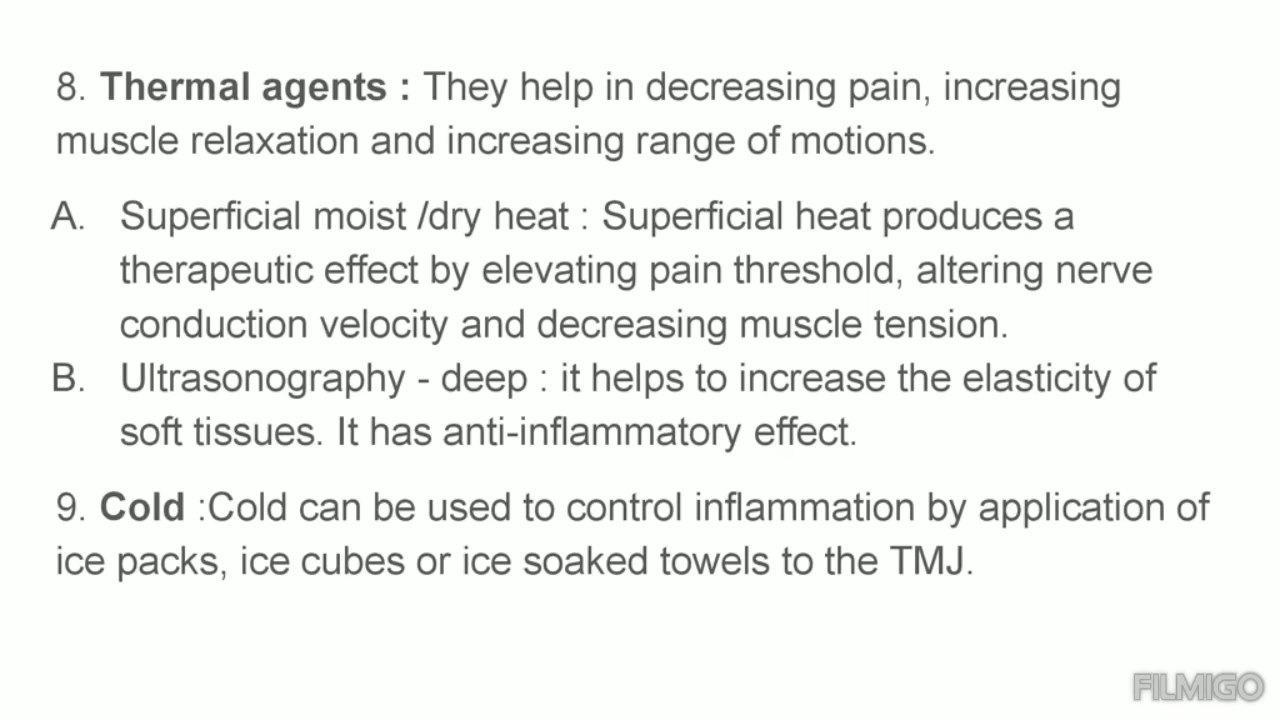 8. Thermal agents : They help in decreasing pain, increasing
muscle relaxation and increasing range of motions.
A. Superficial moist /dry heat : Superficial heat produces a
therapeutic effect by elevating pain threshold, altering nerve
conduction velocity and decreasing muscle tension.
B. Ultrasonography - deep : it helps to increase the elasticity of
soft tissues. It has anti-inflammatory effect.
9. Cold :Cold can be used to control inflammation by application of
ice packs, ice cubes or ice soaked towels to the TMJ.
FILMIGO